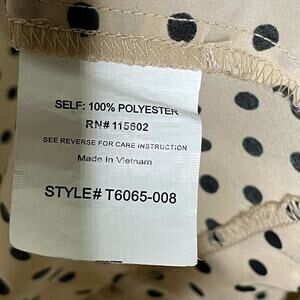 SELF: 100% POLYESTER
RN# 115602
SEE REVERSE FOR CARE INSTRUCTION
Made In Vietnam
STYLE# T6065-008